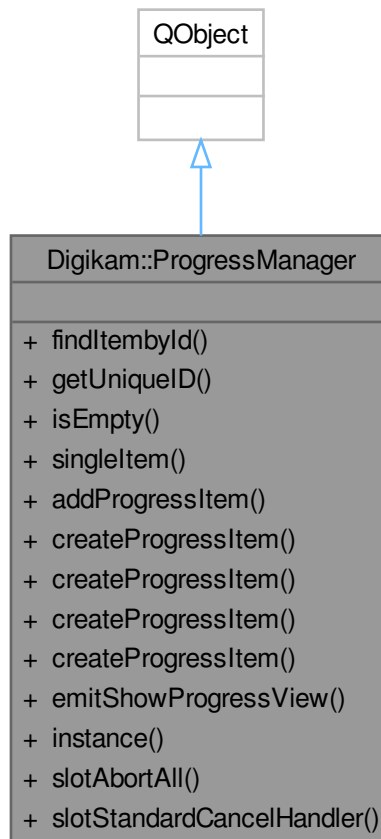 QObject
Digikam::ProgressManager
+ findItembyId()
+ getUniqueID()
+ isEmpty()
+ singleItem()
+ addProgressItem()
+ createProgressItem()
+ createProgressItem()
+ createProgressItem()
+ createProgressItem()
+ emitShowProgressView()
+ instance()
+ slotAbortAll()
+ slotStandardCancelHandler()